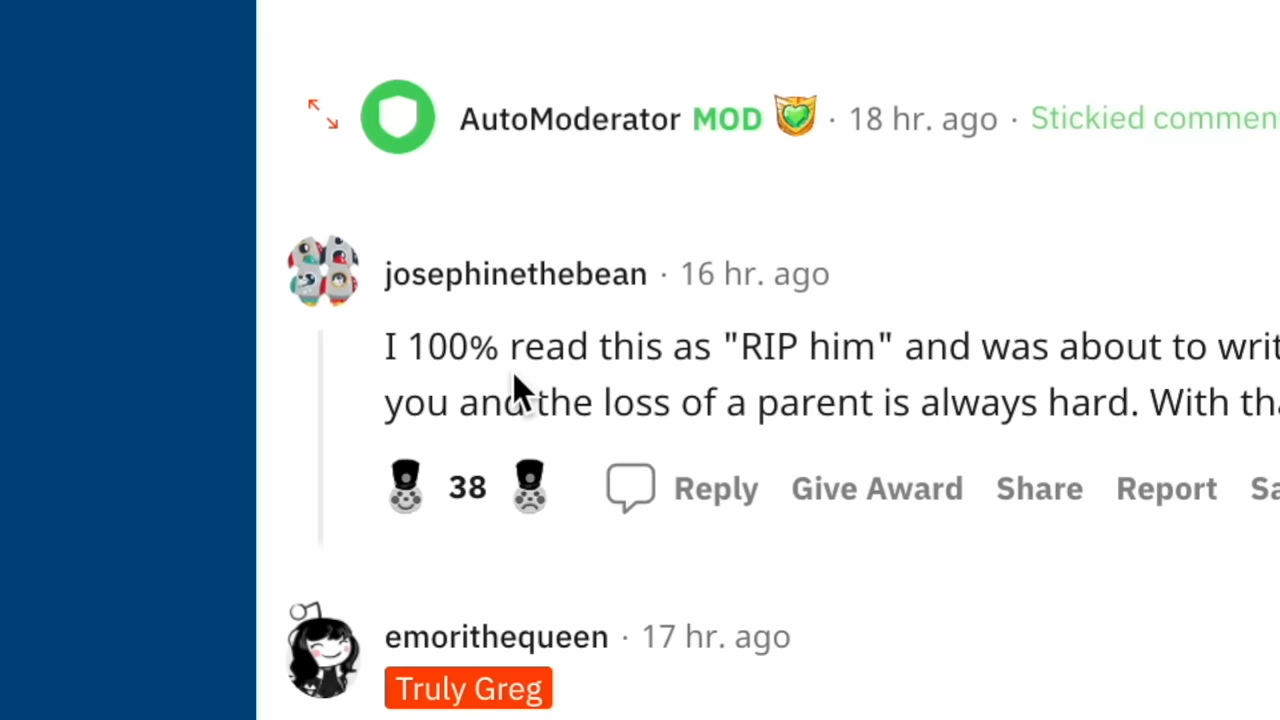 AutoModerator MOD · 18 hr. ago · Stickied commen
josephinethebean · 16 hr. ago
I 100% read this as "RIP him" and was about to writ
you and the loss of a parent is always hard. With tha
38 Reply Give Award Share Report Sa
emorithequeen · 17 hr. ago
Truly Greg